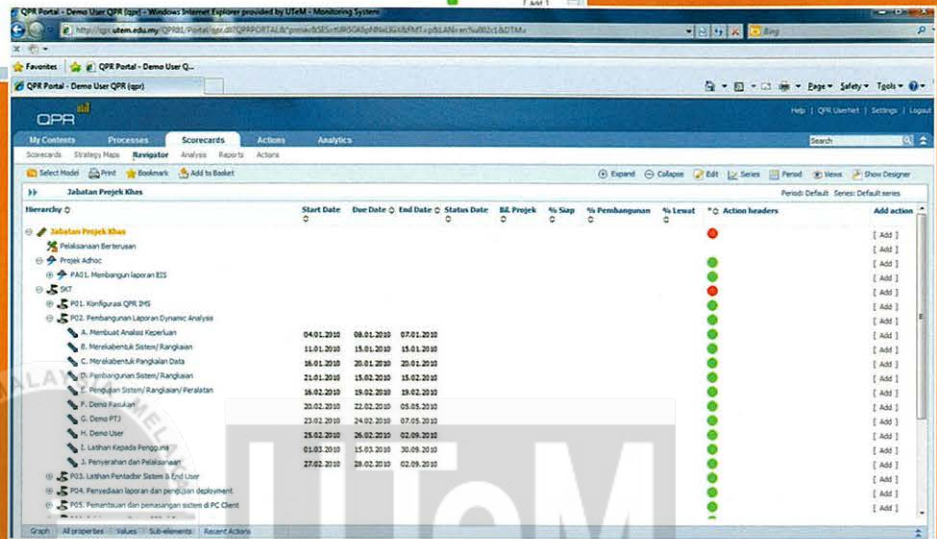 [ Add ]
QPR Portal - Demo User QPR (qpr) - Windows Internet Explorer provided by UTeM - Monitoring System
Bing
Favorites QPR Portal - Demo User Q...
QPR Portal - Demo User QPR (qpr) Page Safety Tools
QPR Help | QPR UserNet | Settings | Logout
My Contents Processes Scorecards Actions Analytics Search
Scorecards Strategy Maps Navigator Analysis Reports Actions
Select Model Print Bookmark Add to Basket Expand Collapse Edit Series Period Views Show Designer
Jabatan Projek Khas Period: Default Series: Default series
Hierarchy Start Date Due Date End Date Status Date Bil. Projek % Siap % Pembangunan % Lewat Action headers Add action
Jabatan Projek Khas [ Add ]
Pelaksanaan Berterusan [ Add ]
Projek Adhoc [ Add ]
PA01. Membangun laporan EIS [ Add ]
SKT [ Add ]
P01. Konfigurasi QPR IMS [ Add ]
P02. Pembangunan Laporan Dynamic Analysis [ Add ]
A. Membuat Analisis Keperluan 04.01.2010 08.01.2010 07.01.2010 [ Add ]
B. Merekabentuk Sistem/ Rangkaian 11.01.2010 15.01.2010 15.01.2010 [ Add ]
C. Merekabentuk Pangkalan Data 16.01.2010 20.01.2010 20.01.2010 [ Add ]
D. Pembangunan Sistem/ Rangkaian 21.01.2010 15.02.2010 15.02.2010 [ Add ]
E. Pengujian Sistem/ Rangkaian/ Peralatan 16.02.2010 19.02.2010 19.02.2010 [ Add ]
F. Demo Pasukan 20.02.2010 22.02.2010 05.05.2010 [ Add ]
G. Demo PTJ 23.02.2010 24.02.2010 07.05.2010 [ Add ]
H. Demo User 25.02.2010 26.02.2010 02.09.2010 [ Add ]
I. Latihan Kepada Pengguna 01.03.2010 15.03.2010 30.09.2010 [ Add ]
J. Penyerahan dan Pelaksanaan 27.02.2010 28.02.2010 02.09.2010 [ Add ]
P03. Latihan Pentadbir Sistem & End User [ Add ]
P04. Penyediaan laporan dan pengujian deployment [ Add ]
P05. Pemantauan dan pemasangan sistem di PC Client [ Add ]
Graph All properties Values Sub-elements Recent Actions
UTeM